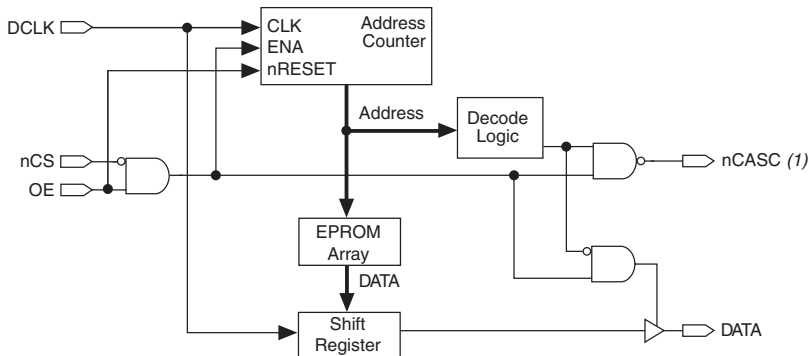 DCLK
CLK
ENA
nRESET
Address
Counter
Address
Decode
Logic
nCS
OE
nCASC (1)
EPROM
Array
DATA
Shift
Register
DATA